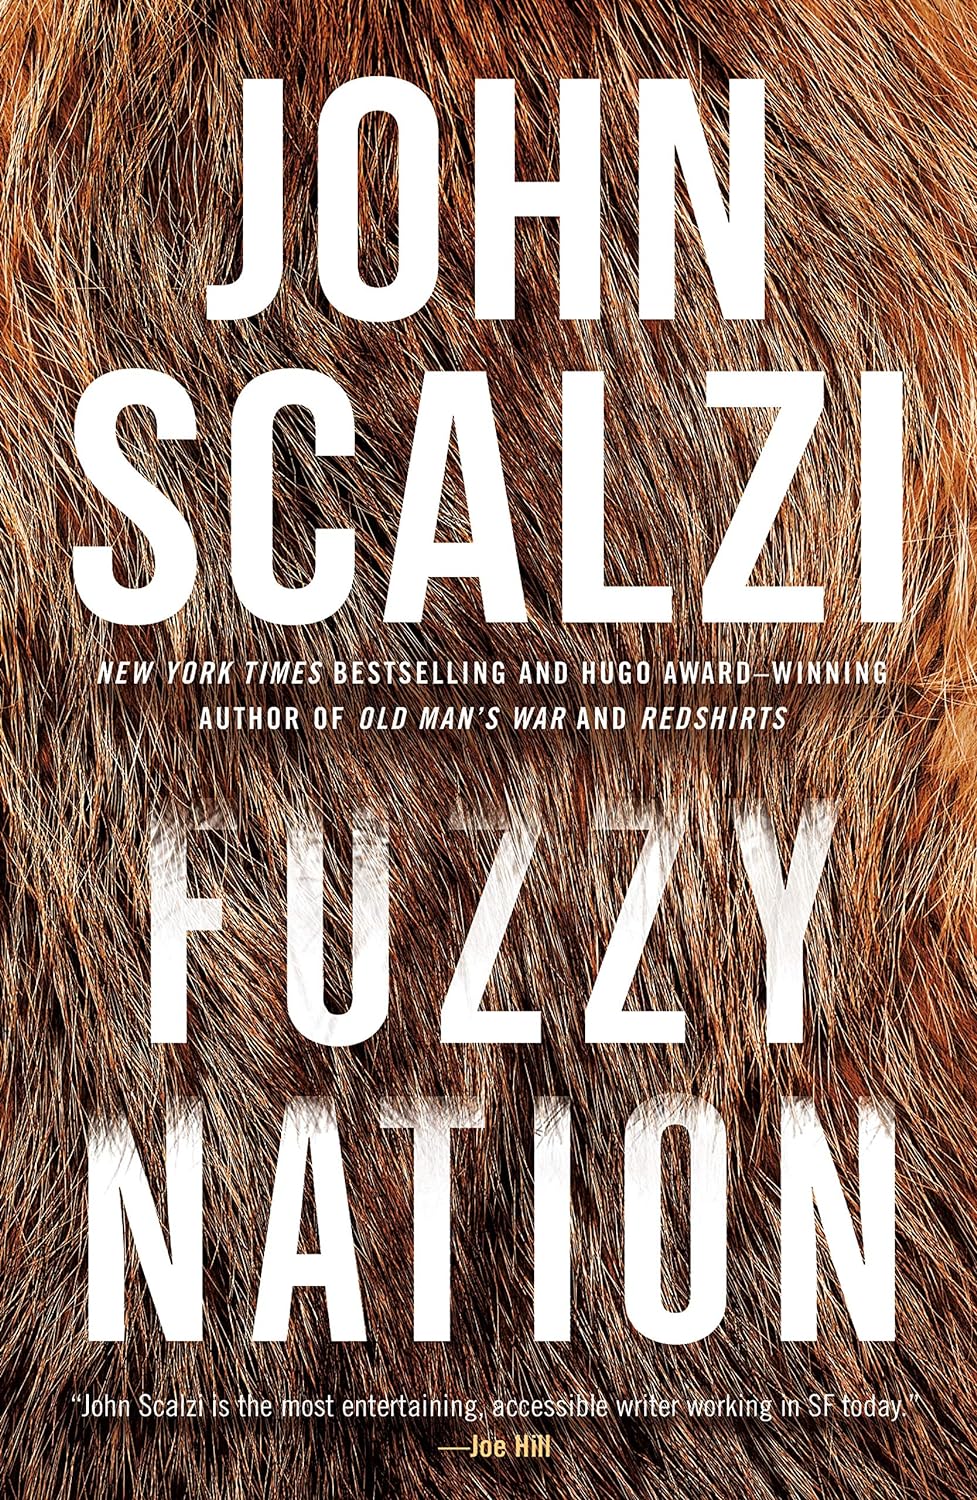 JOHN
SCALZI
NEW YORK TIMES BESTSELLING AND HUGO AWARD–WINNING
AUTHOR OF OLD MAN'S WAR AND REDSHIRTS
FUZZY
NATION
“John Scalzi is the most entertaining, accessible writer working in SF today.”
—Joe Hill